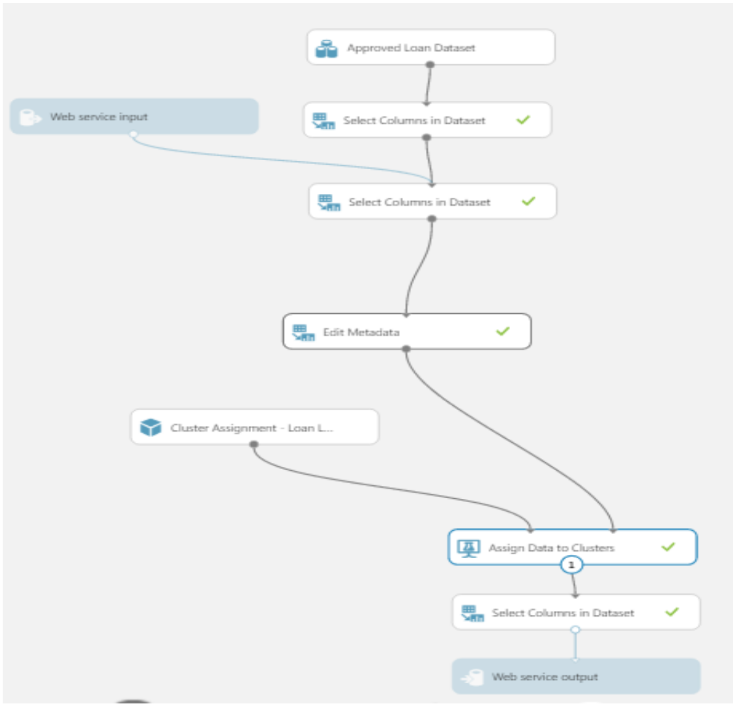 Approved Loan Dataset
Web service input
Select Columns in Dataset
Select Columns in Dataset
Edit Metadata
Cluster Assignment - Loan L...
Assign Data to Clusters
1
Select Columns in Dataset
Web service output